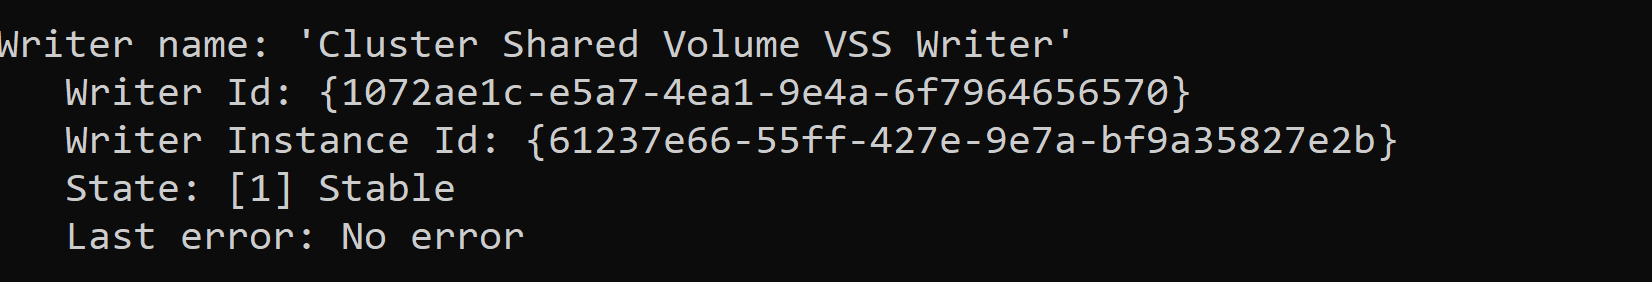 Writer name: 'Cluster Shared Volume VSS Writer'
Writer Id: {1072ae1c-e5a7-4ea1-9e4a-6f7964656570}
Writer Instance Id: {61237e66-55ff-427e-9e7a-bf9a35827e2b}
State: [1] Stable
Last error: No error